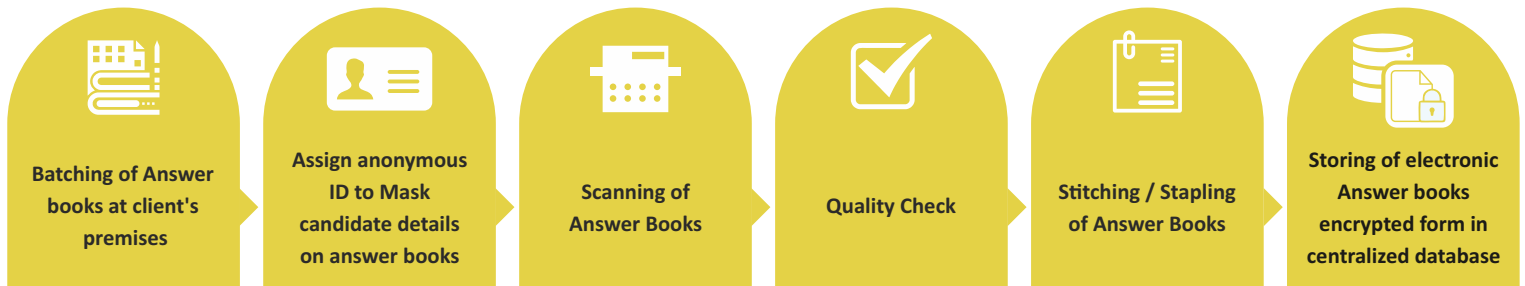 Batching of Answer
books at client's
premises
Assign anonymous
ID to Mask
candidate details
on answer books
Scanning of
Answer Books
Quality Check
Stitching / Stapling
of Answer Books
Storing of electronic
Answer books
encrypted form in
centralized database